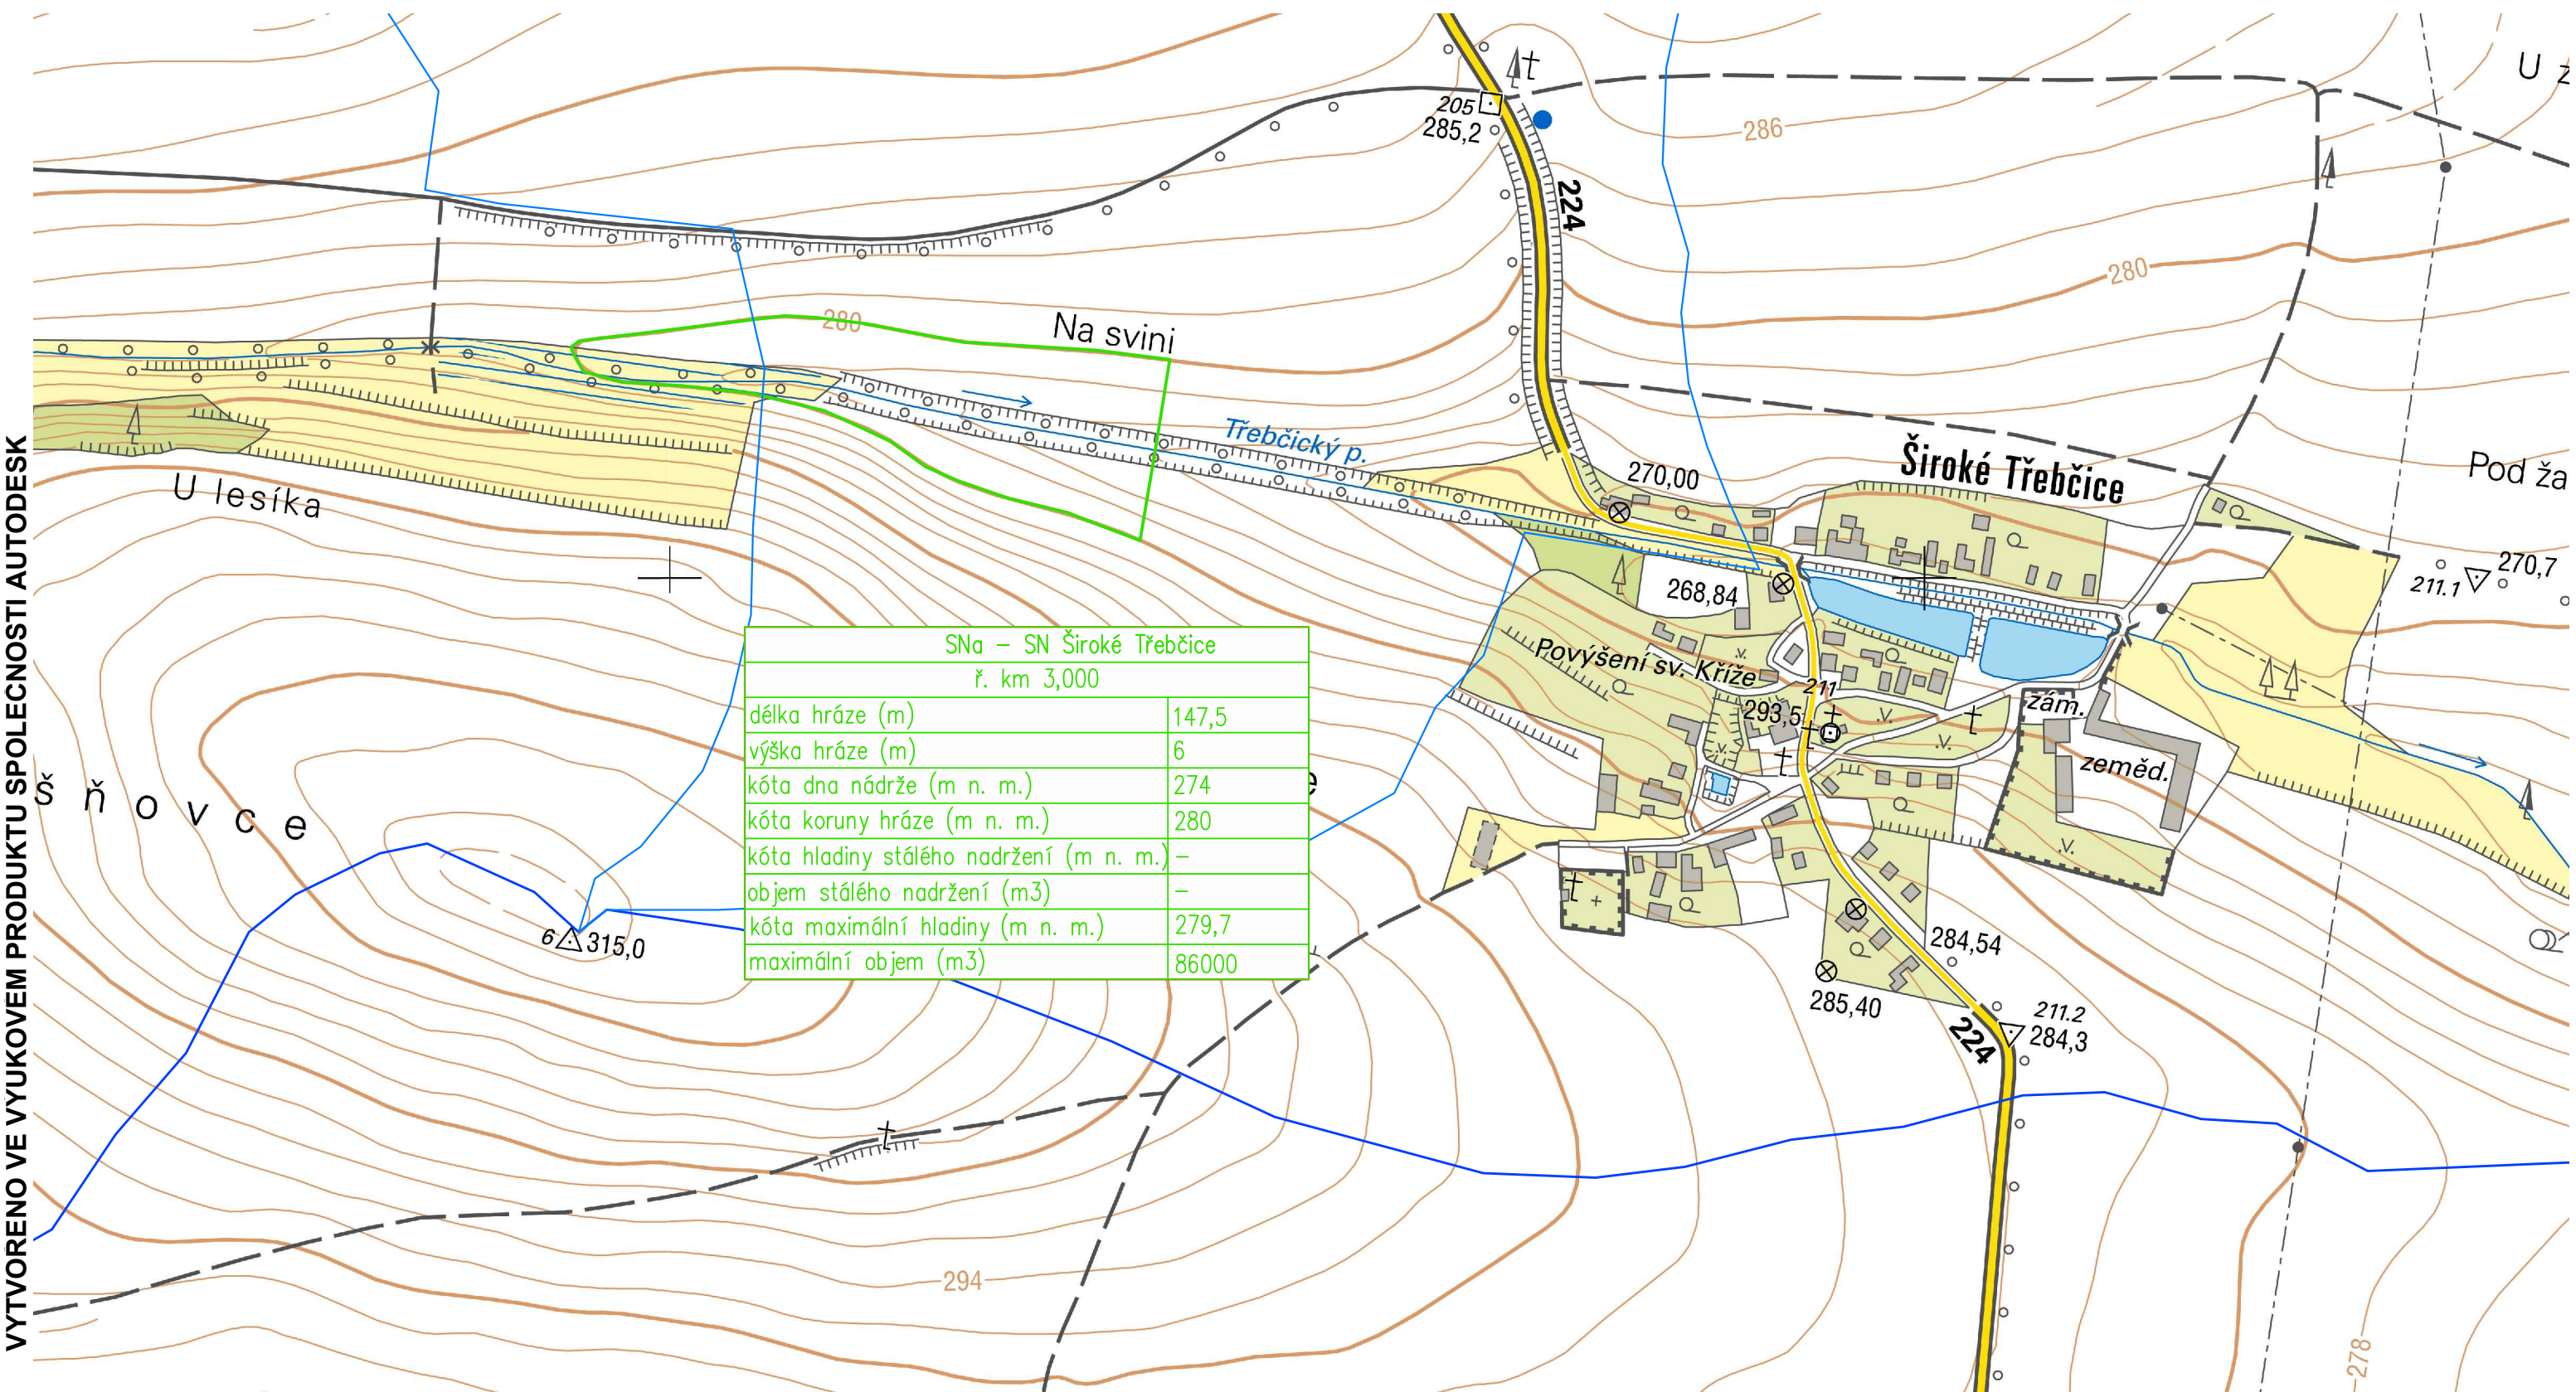 VYTVOŘENO VE VÝUKOVÉM PRODUKTU SPOLEČNOSTI AUTODESK
U z
205
285,2
286
224
280
280
Na svini
Třebčický p.
270,00
Široké Třebčice
Pod ža
U lesíka
270,7
211.1
268,84
Povýšení sv. Kříže
211
293,5
zám.
zeměd.
šňovce
e
SNa – SN Široké Třebčice
ř. km 3,000
délka hráze (m) 147,5
výška hráze (m) 6
kóta dna nádrže (m n. m.) 274
kóta koruny hráze (m n. m.) 280
kóta hladiny stálého nadržení (m n. m.) –
objem stálého nadržení (m3) –
kóta maximální hladiny (m n. m.) 279,7
maximální objem (m3) 86000
6 315,0
284,54
285,40
211.2
284,3
224
294
278